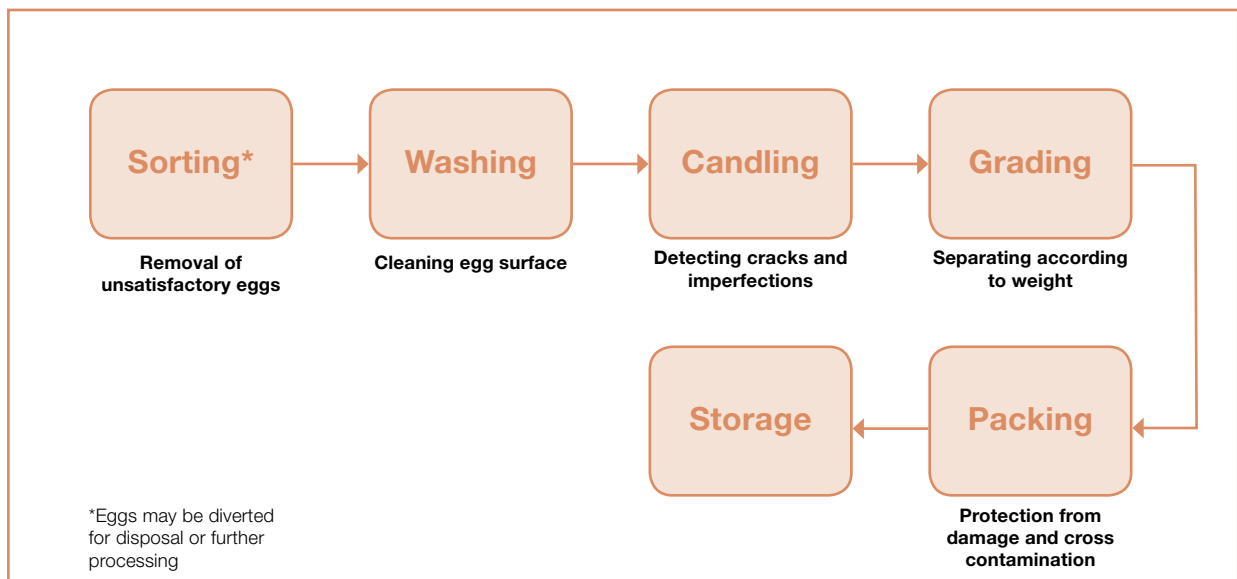 Sorting*
Removal of
unsatisfactory eggs
Washing
Cleaning egg surface
Candling
Detecting cracks and
imperfections
Grading
Separating according
to weight
Packing
Protection from
damage and cross
contamination
Storage
*Eggs may be diverted
for disposal or further
processing